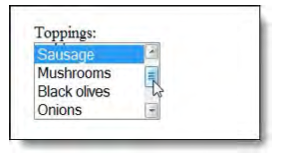 Toppings:
Sausage
Mushrooms
Black olives
Onions